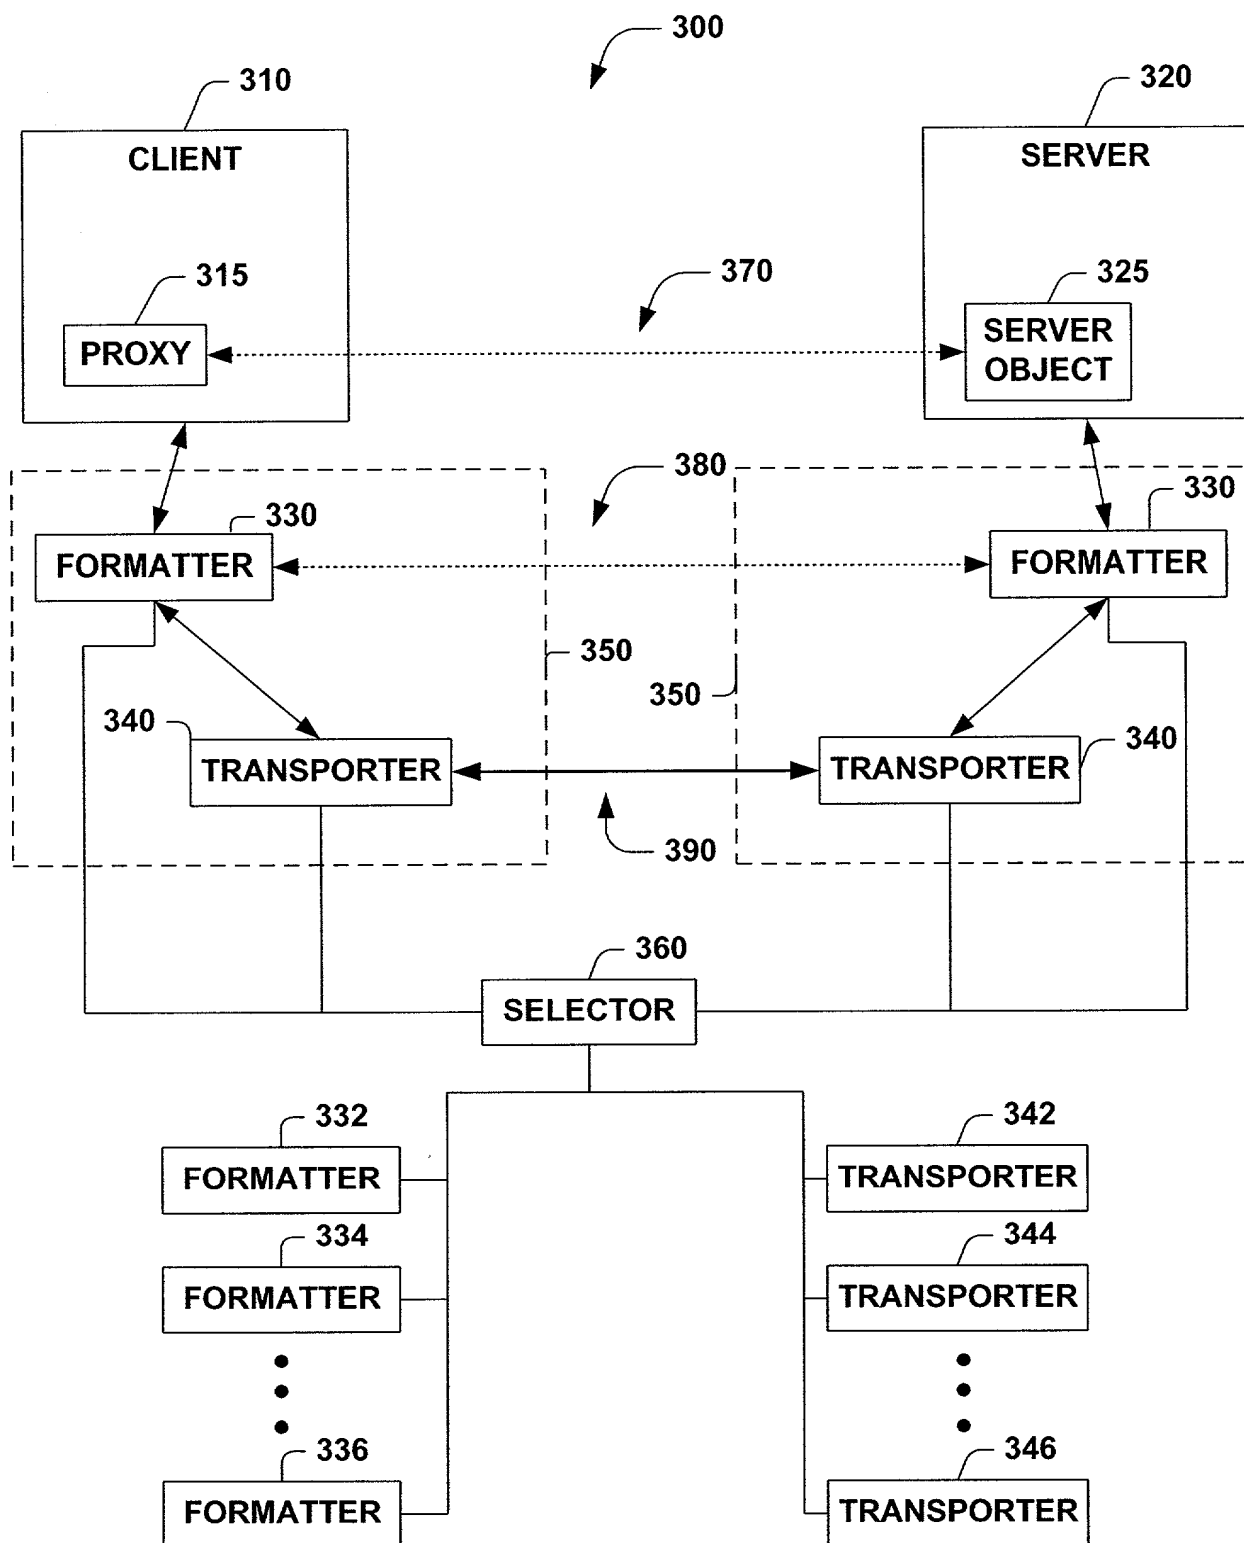 300
310
320
CLIENT
SERVER
315
370
325
PROXY
SERVER
OBJECT
380
330
330
FORMATTER
FORMATTER
350
350
340
340
TRANSPORTER
TRANSPORTER
390
360
SELECTOR
332
342
FORMATTER
TRANSPORTER
334
344
FORMATTER
TRANSPORTER
336
346
FORMATTER
TRANSPORTER